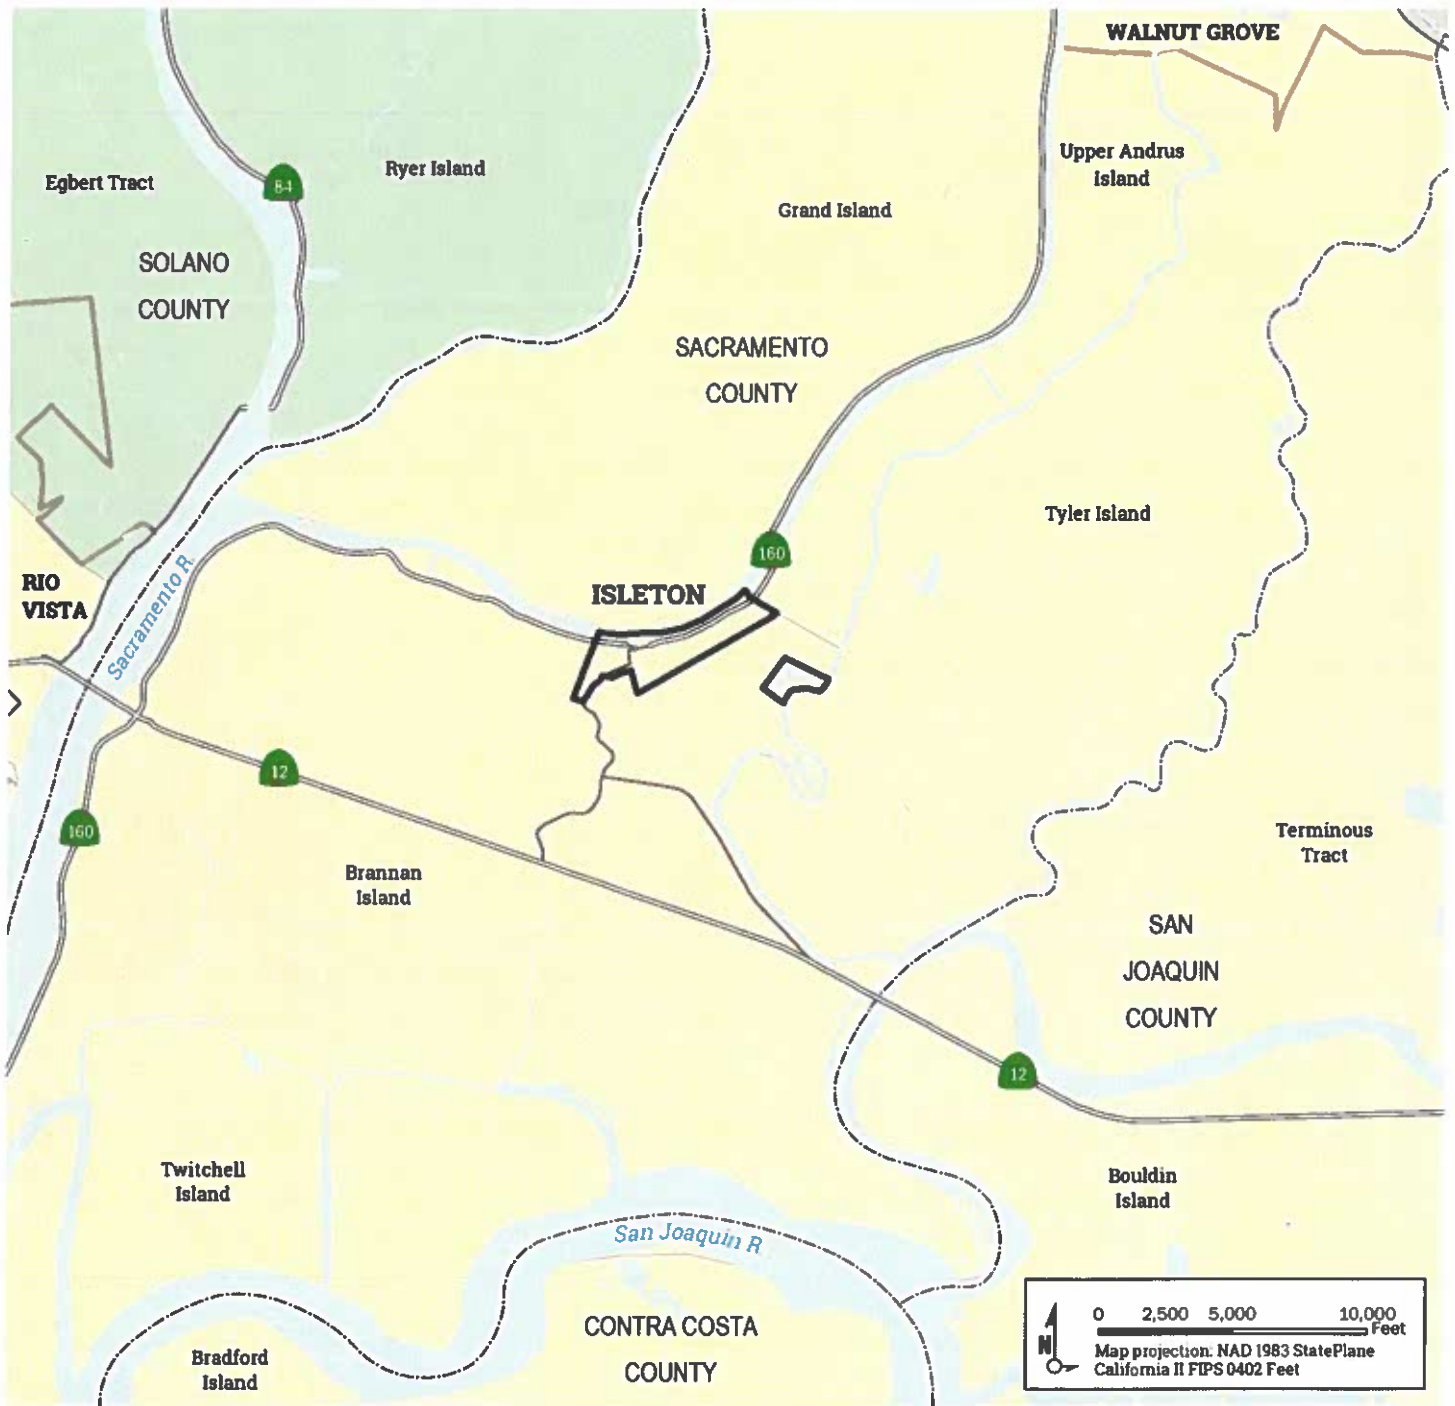 WALNUT GROVE
Upper Andrus
Island
Ryer Island
Egbert Tract
84
Grand Island
SOLANO
COUNTY
SACRAMENTO
COUNTY
Tyler Island
160
RIO
VISTA
Sacramento R.
ISLETON
12
160
Brannan
Island
Terminous
Tract
SAN
JOAQUIN
COUNTY
12
Twitchell
Island
Bouldin
Island
San Joaquin R
CONTRA COSTA
COUNTY
Bradford
Island
N
0 2,500 5,000 10,000
Feet
Map projection: NAD 1983 StatePlane
California II FIPS 0402 Feet